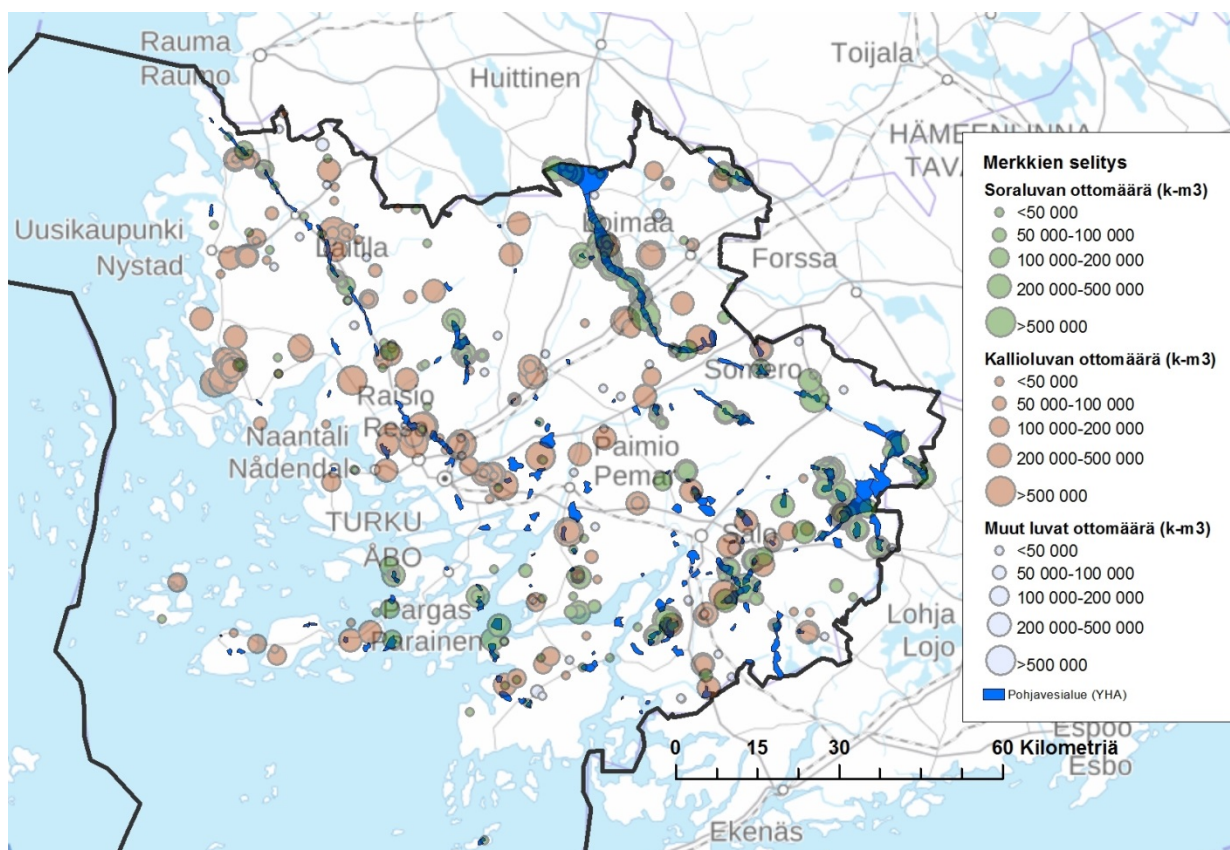 Rauma
Raumo
Huittinen
Toijala
HÄMEENLINNA
Uusikaupunki
Nystad
Laitila
Loimaa
Forssa
Somero
Raisio
Naantali
Nådendal
Paimio
Pemar
TURKU
ÅBO
Salo
Pargas
Parainen
Lohja
Lojo
Espoo
Esbo
Ekenäs
Merkkien selitys
Soraluvan ottomäärä (k-m3)
<50 000
50 000-100 000
100 000-200 000
200 000-500 000
>500 000
Kallioluvan ottomäärä (k-m3)
<50 000
50 000-100 000
100 000-200 000
200 000-500 000
>500 000
Muut luvat ottomäärä (k-m3)
<50 000
50 000-100 000
100 000-200 000
200 000-500 000
>500 000
Pohjavesialue (YHA)
0 15 30 60 Kilometriä